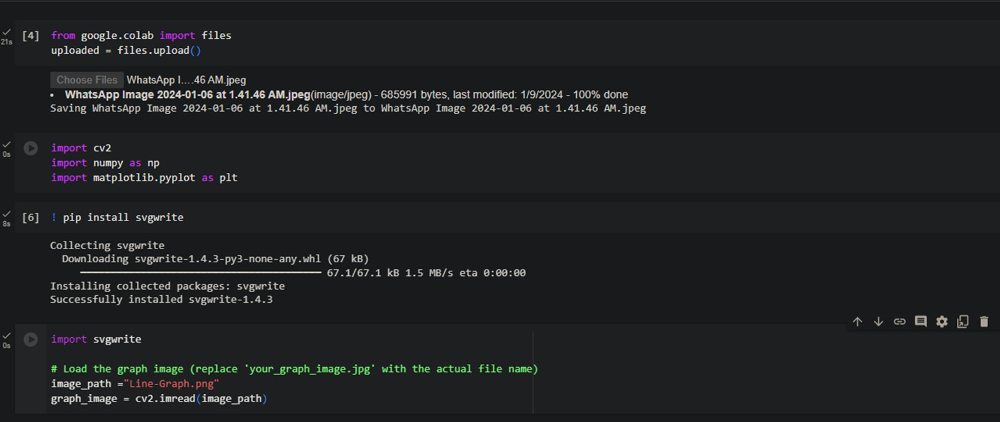 21s
[4] from google.colab import files
uploaded = files.upload()
Choose Files WhatsApp I....46 AM.jpeg
• WhatsApp Image 2024-01-06 at 1.41.46 AM.jpeg(image/jpeg) - 685991 bytes, last modified: 1/9/2024 - 100% done
Saving WhatsApp Image 2024-01-06 at 1.41.46 AM.jpeg to WhatsApp Image 2024-01-06 at 1.41.46 AM.jpeg
0s
import cv2
import numpy as np
import matplotlib.pyplot as plt
8s
[6] ! pip install svgwrite
Collecting svgwrite
Downloading svgwrite-1.4.3-py3-none-any.whl (67 kB)
67.1/67.1 kB 1.5 MB/s eta 0:00:00
Installing collected packages: svgwrite
Successfully installed svgwrite-1.4.3
0s
import svgwrite
# Load the graph image (replace 'your_graph_image.jpg' with the actual file name)
image_path ="Line-Graph.png"
graph_image = cv2.imread(image_path)